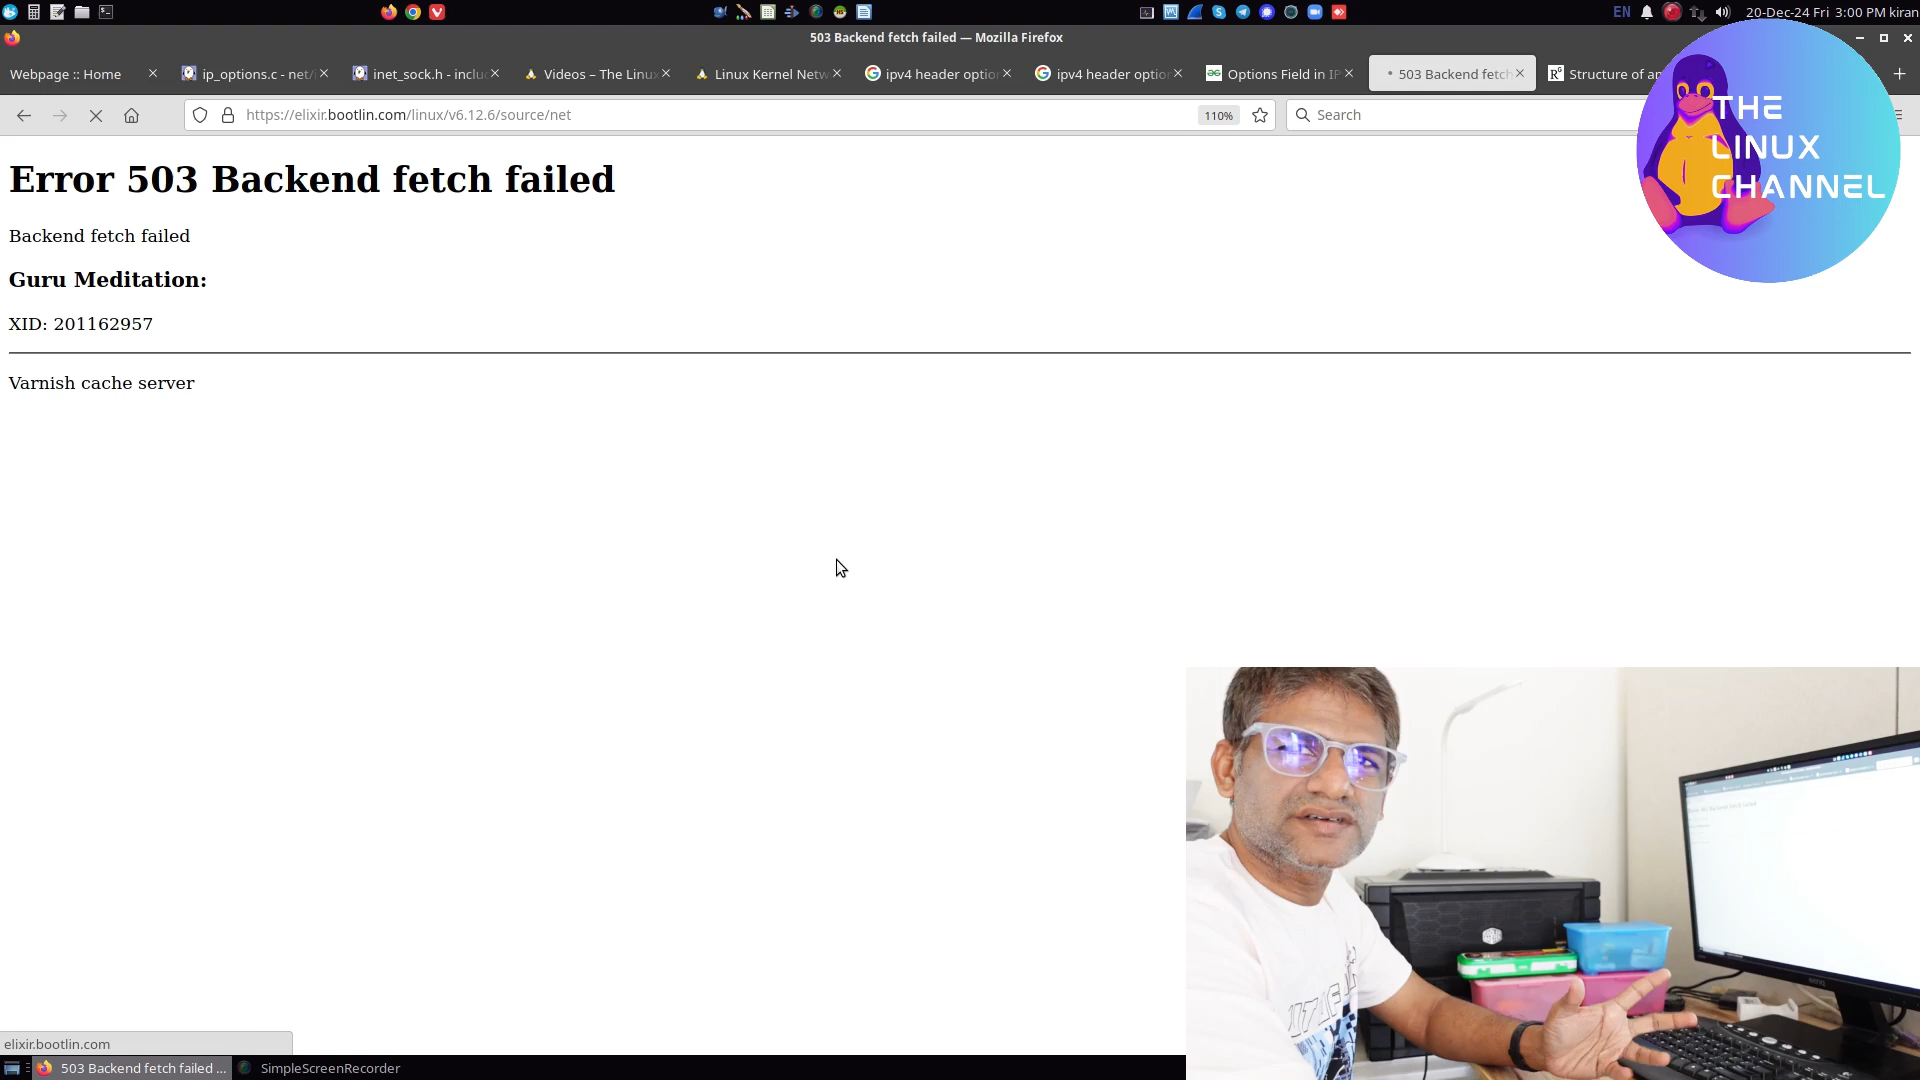 EN
20-Dec-24 Fri 3:00 PM kiran
503 Backend fetch failed — Mozilla Firefox
Webpage :: Home
ip_options.c - net/i
inet_sock.h - includ
Videos – The Linux
Linux Kernel Netw
ipv4 header optio
ipv4 header optio
Options Field in IP
503 Backend fetch
Structure of an
https://elixir.bootlin.com/linux/v6.12.6/source/net
110%
Search
THE
LINUX
CHANNEL
Error 503 Backend fetch failed
Backend fetch failed
Guru Meditation:
XID: 201162957
Varnish cache server
elixir.bootlin.com
503 Backend fetch failed ...
SimpleScreenRecorder